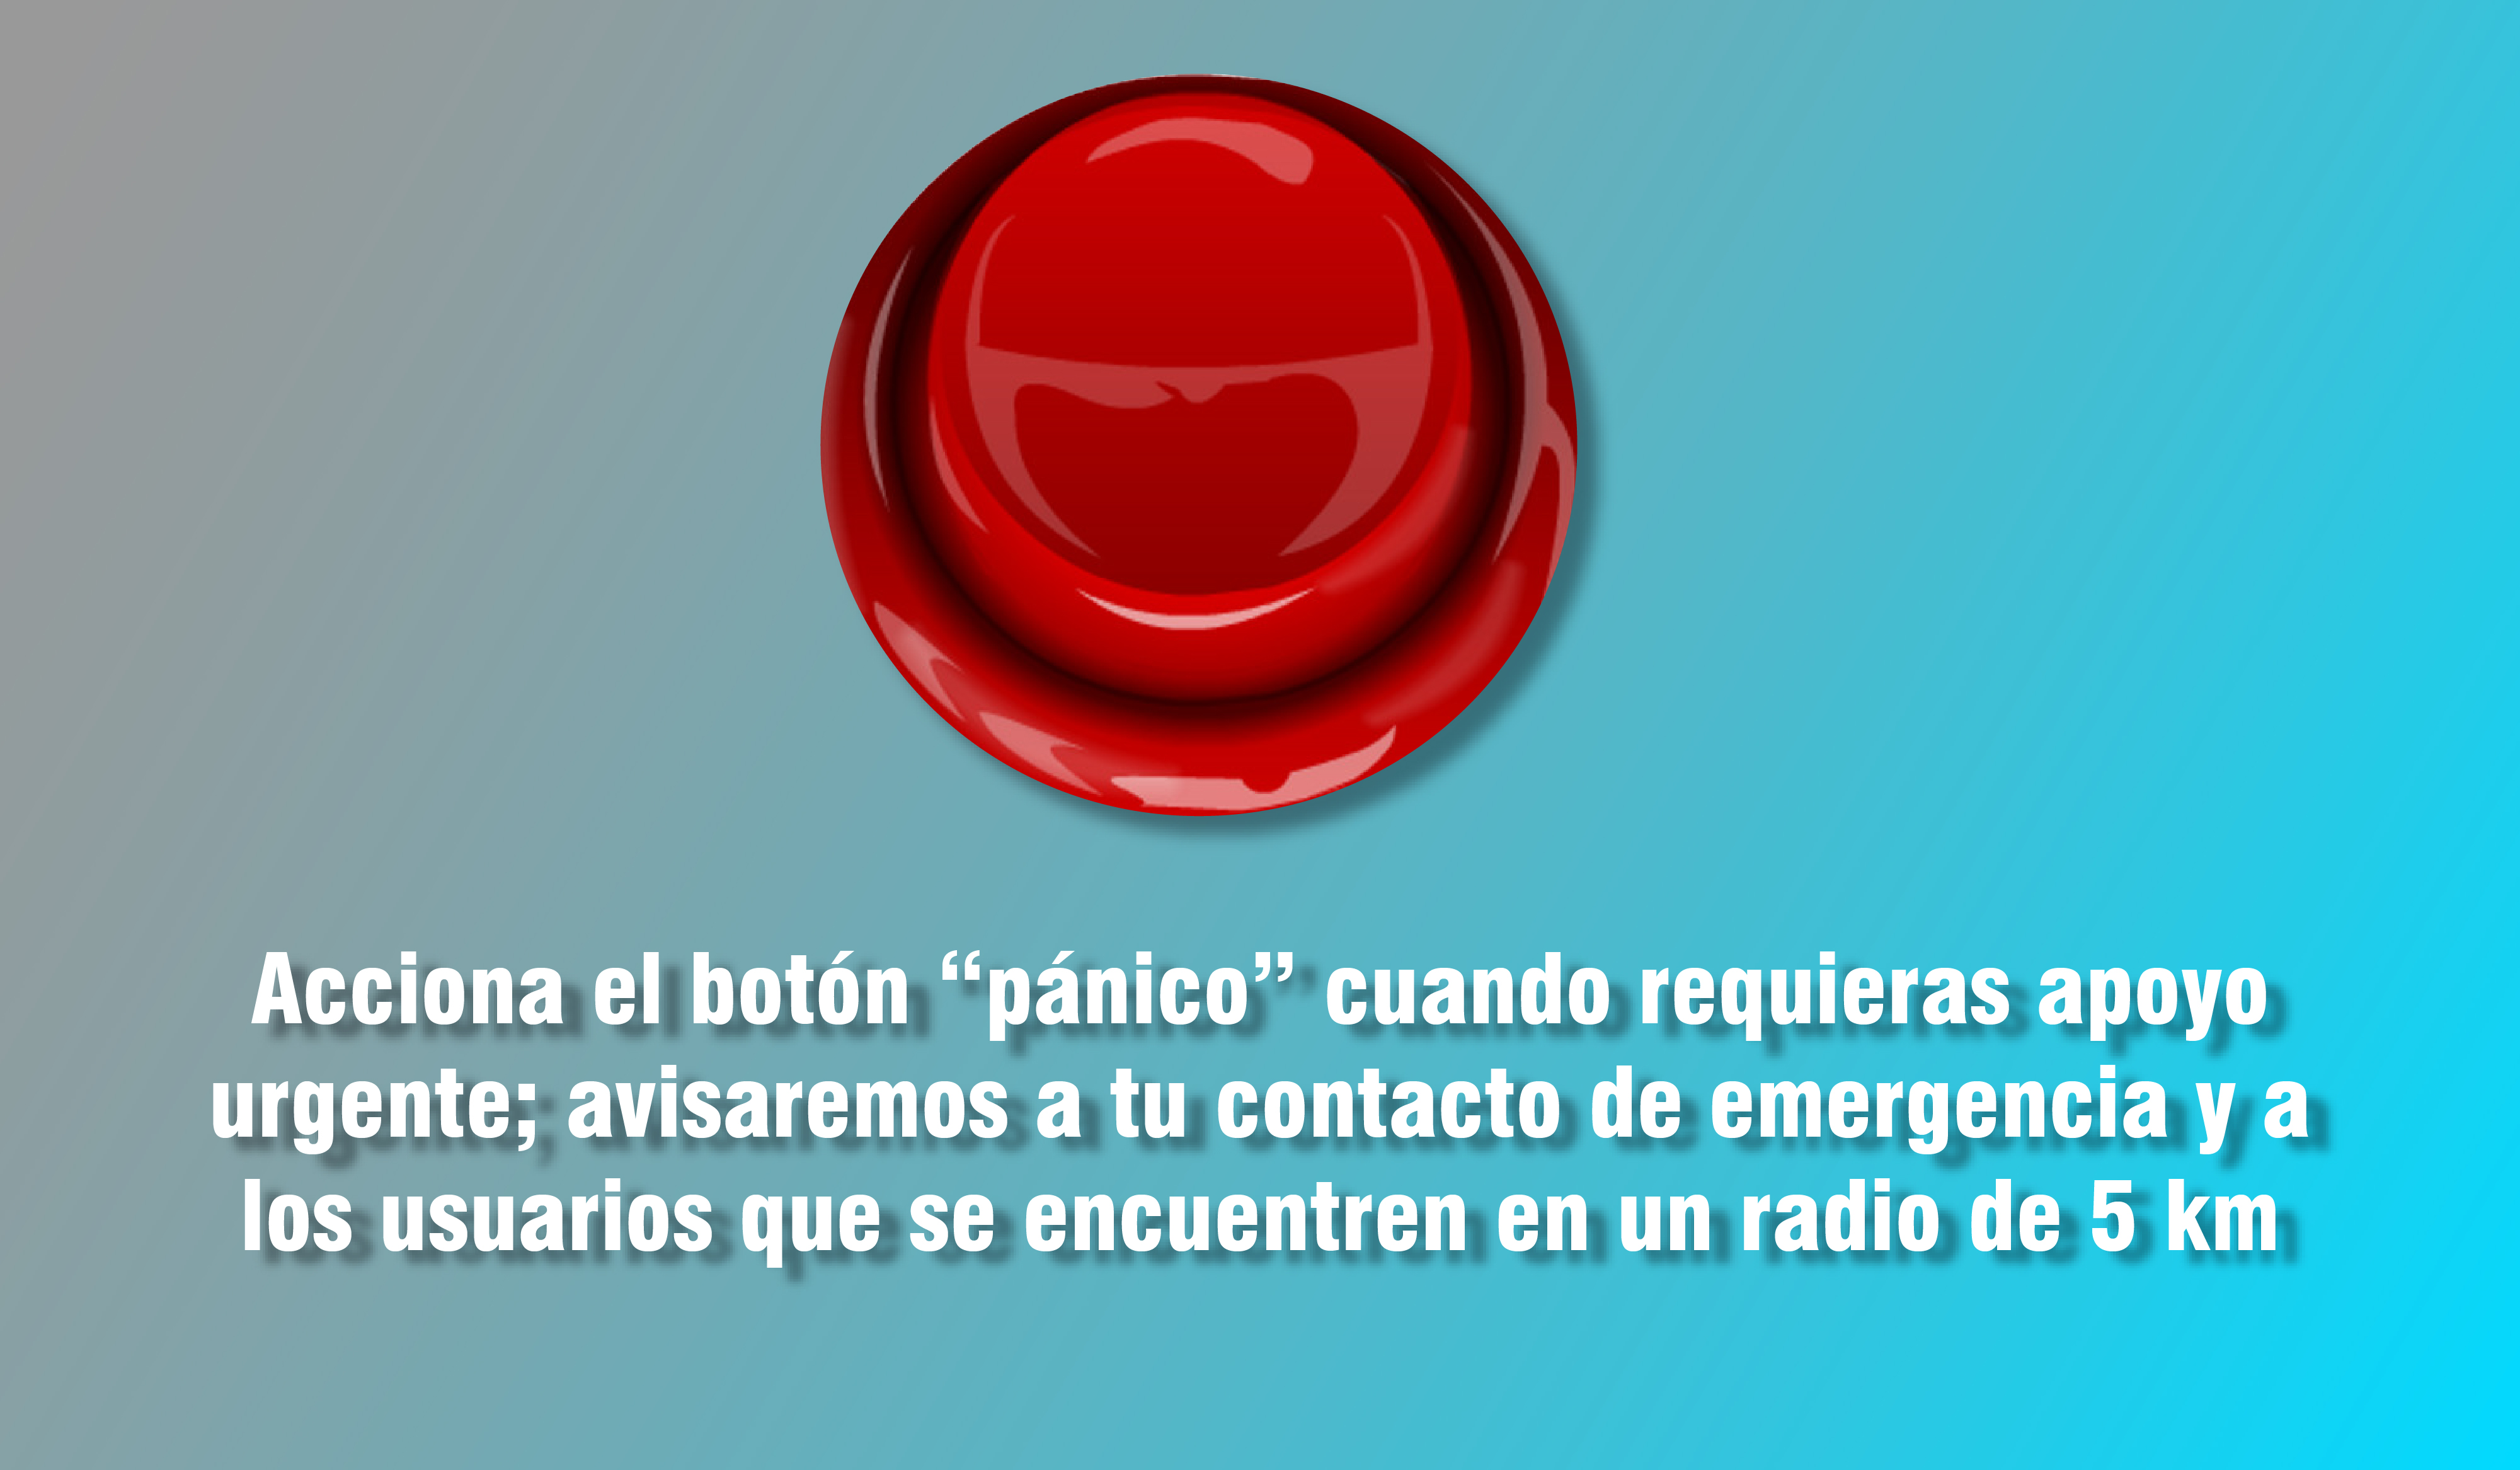 Acciona el botón “pánico” cuando requieras apoyo
urgente; avisaremos a tu contacto de emergencia y a
los usuarios que se encuentren en un radio de 5 km